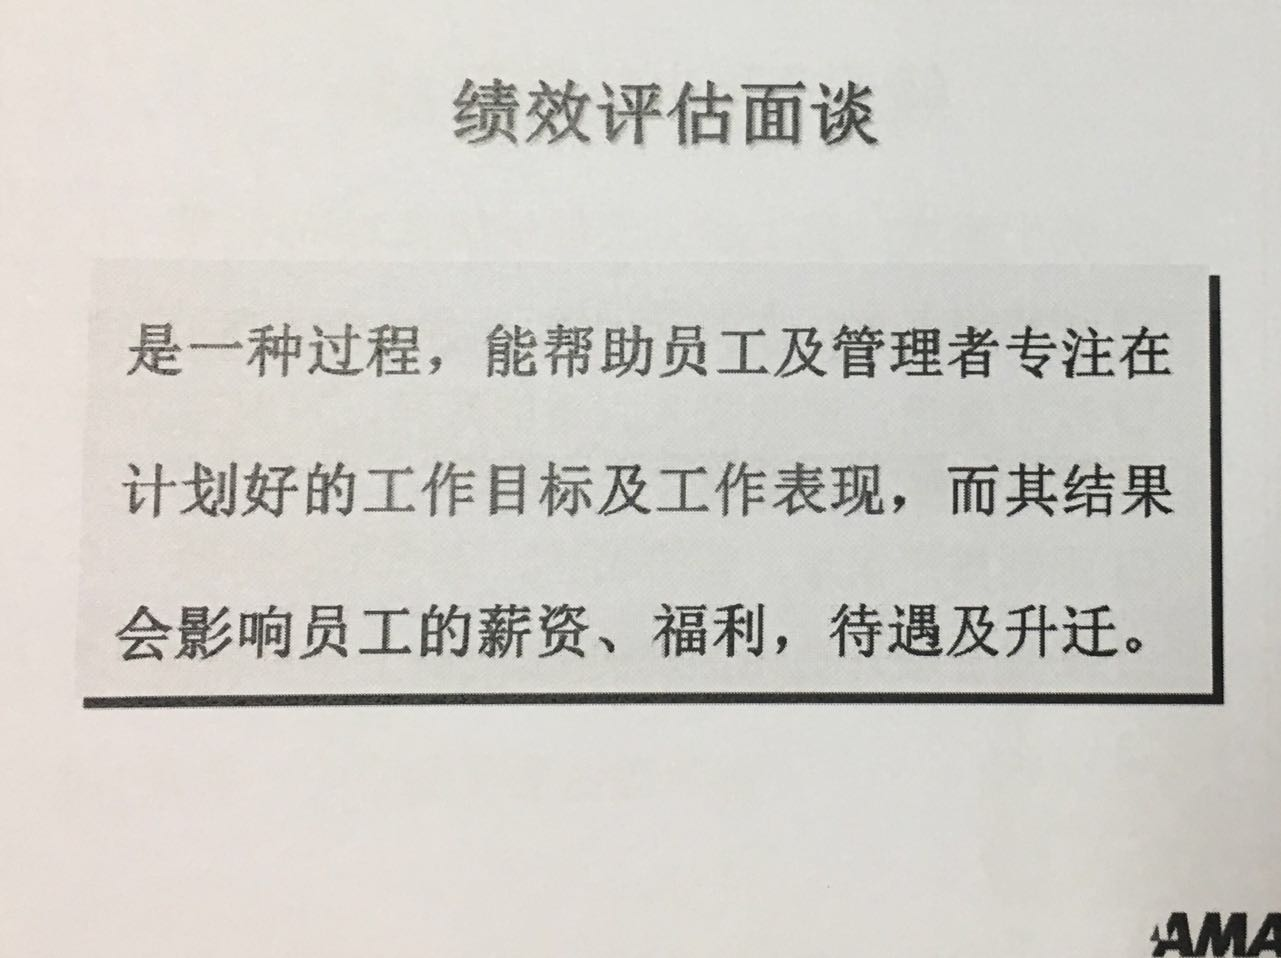 绩效评估面谈
是一种过程，能帮助员工及管理者专注在
计划好的工作目标及工作表现，而其结果
会影响员工的薪资、福利，待遇及升迁。
AMA